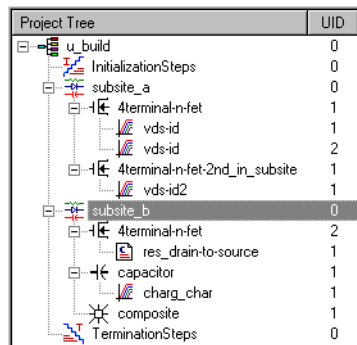 Project Tree UID
u_build 0
InitializationSteps 0
subsite_a 0
4terminal-n-fet 1
vds-id 1
vds-id 2
4terminal-n-fet-2nd_in_subsite 1
vds-id2 1
subsite_b 0
4terminal-n-fet 2
res_drain-to-source 1
capacitor 1
charg_char 1
composite 1
TerminationSteps 0